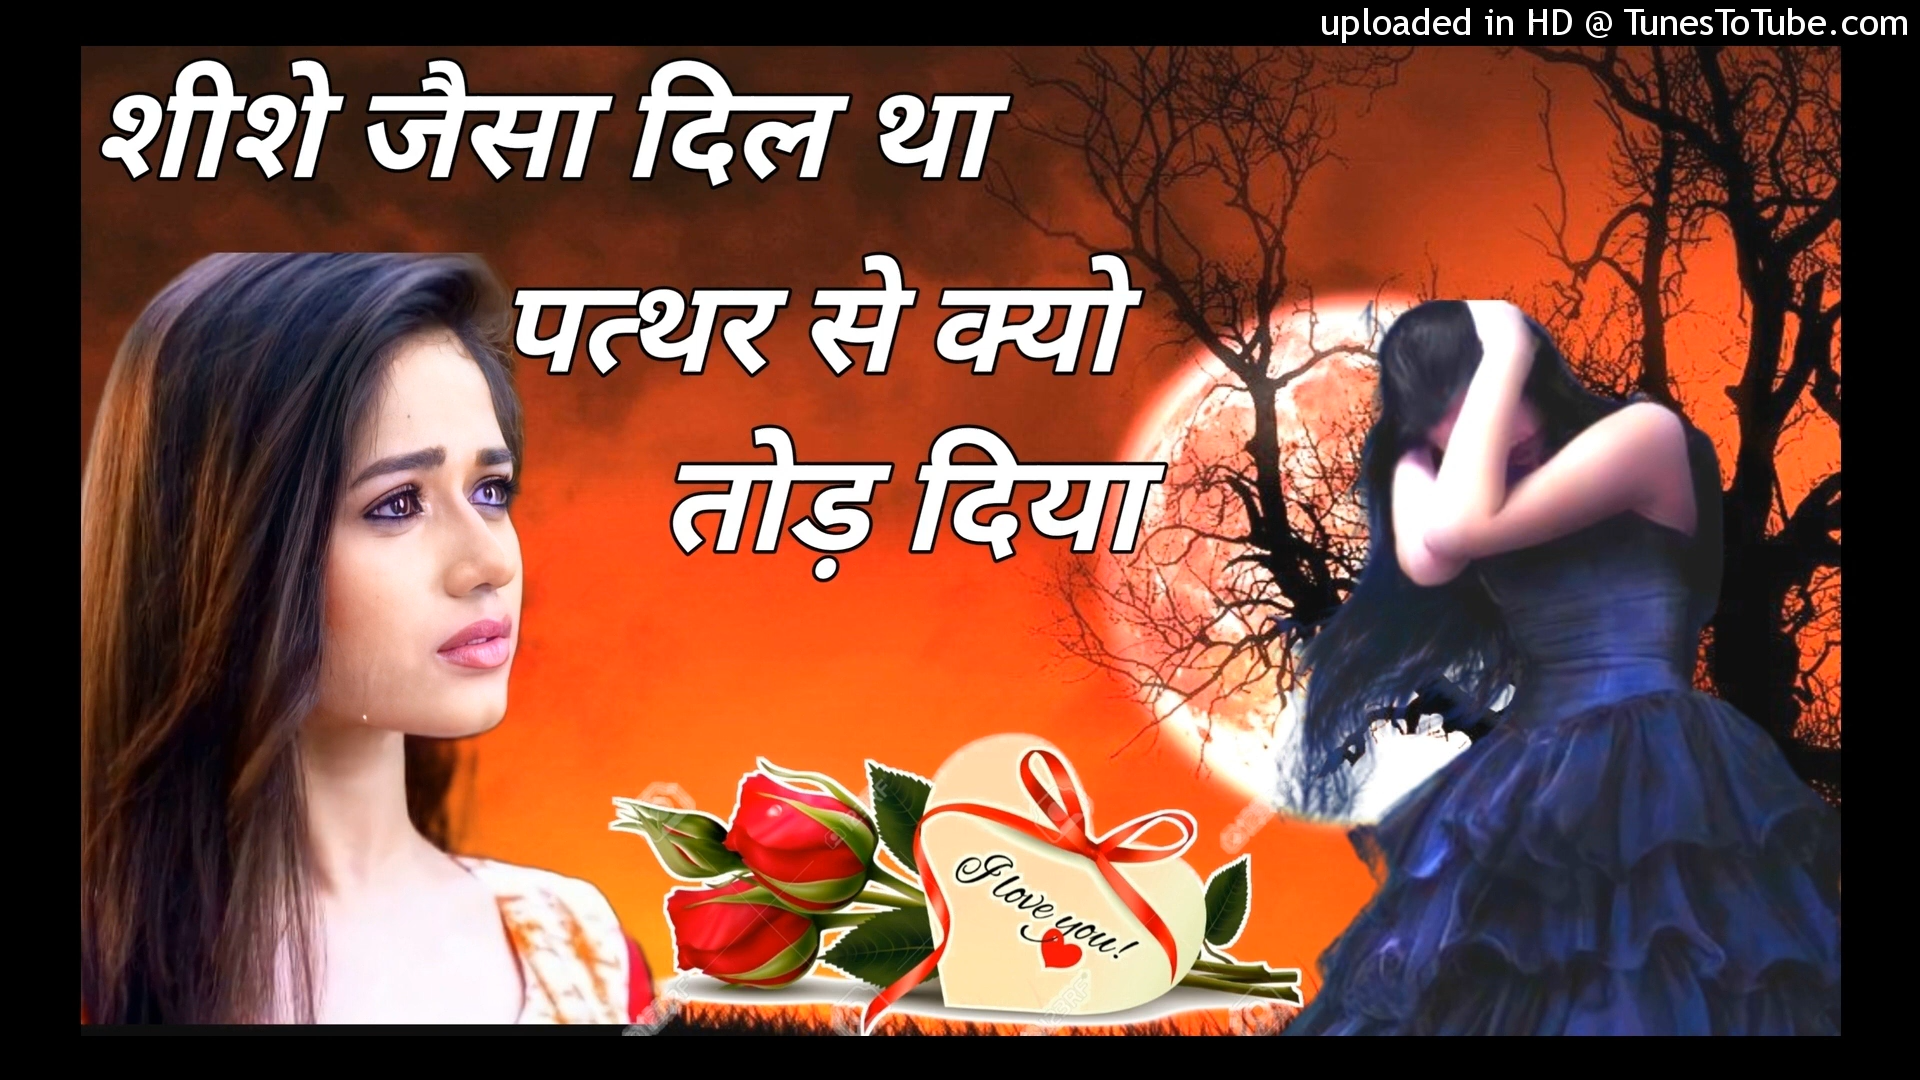 uploaded in HD @ TunesToTube.com
शीशे जैसा दिल था
पत्थर से क्यो
तोड़ दिया
I love you!